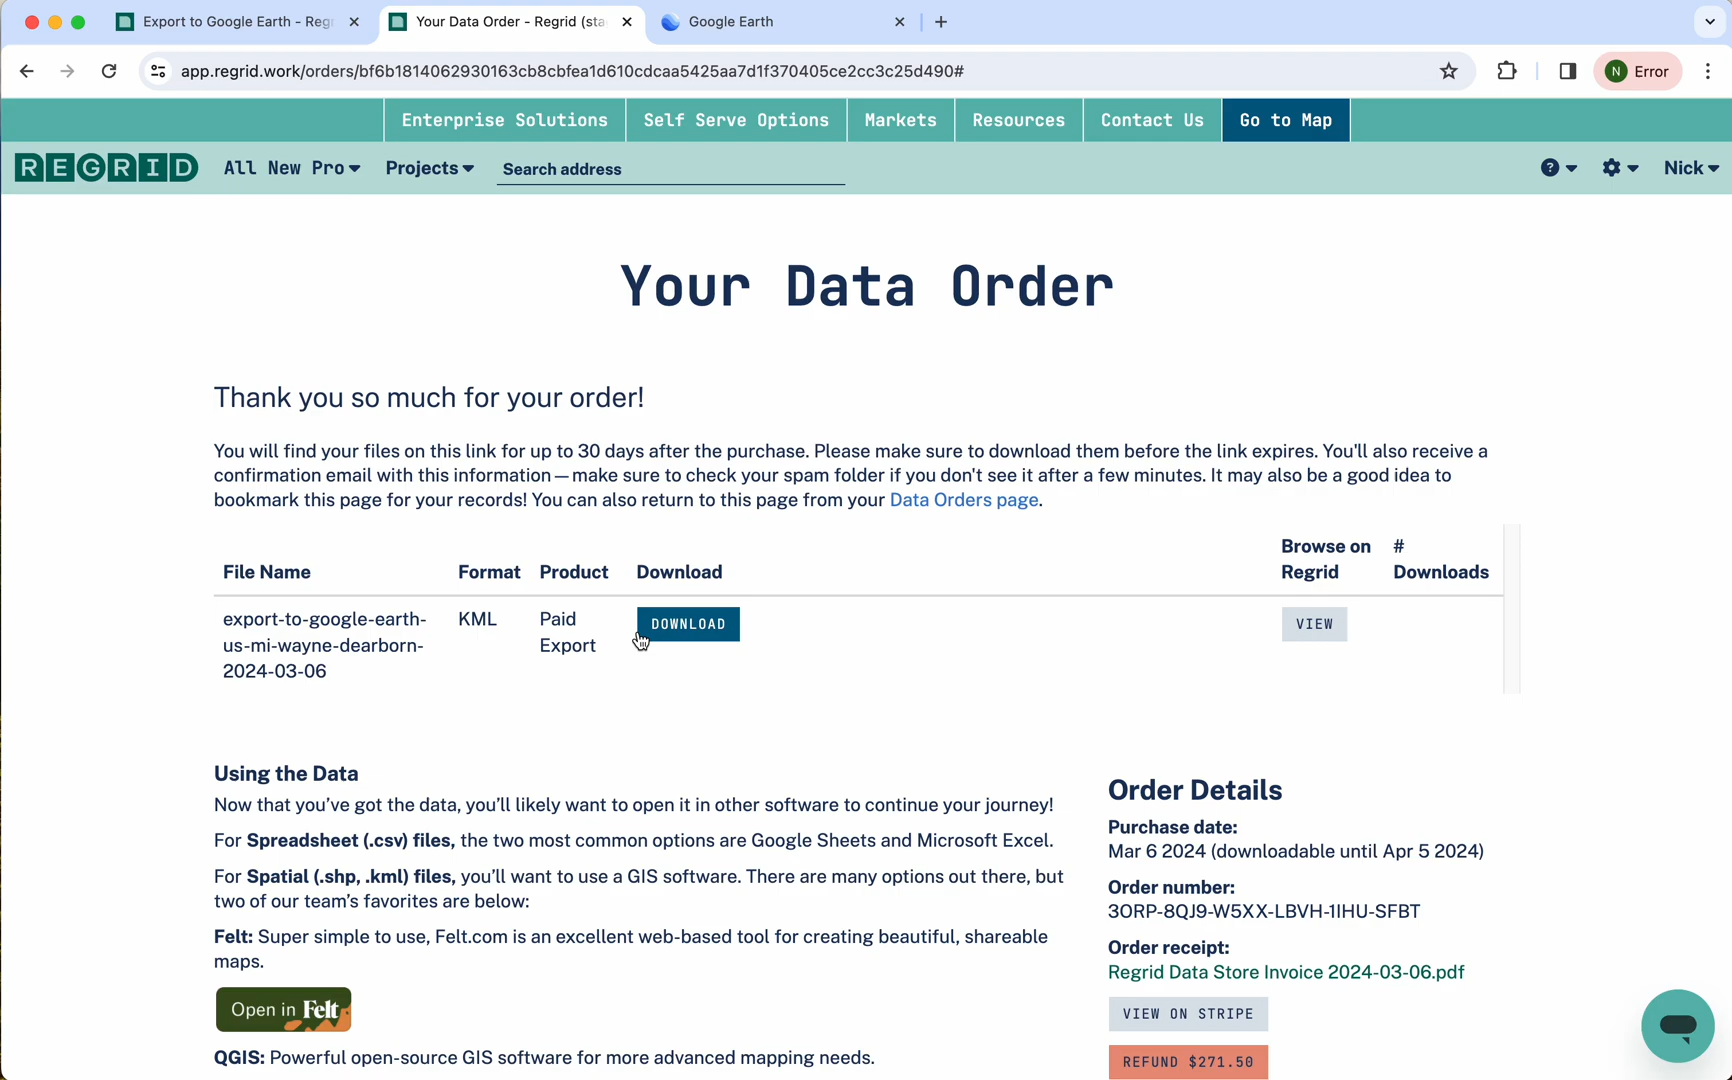 Export to Google Earth - Reg
Your Data Order - Regrid (sta
Google Earth
app.regrid.work/orders/bf6b1814062930163cb8cbfea1d610cdcaa5425aa7d1f370405ce2cc3c25d490#
N Error
Enterprise Solutions
Self Serve Options
Markets
Resources
Contact Us
Go to Map
REGRID
All New Pro
Projects
Search address
?
Nick
Your Data Order
Thank you so much for your order!
You will find your files on this link for up to 30 days after the purchase. Please make sure to download them before the link expires. You'll also receive a
confirmation email with this information—make sure to check your spam folder if you don't see it after a few minutes. It may also be a good idea to
bookmark this page for your records! You can also return to this page from your Data Orders page.
File Name
Format
Product
Download
Browse on
Regrid
#
Downloads
export-to-google-earth-
us-mi-wayne-dearborn-
2024-03-06
KML
Paid
Export
DOWNLOAD
VIEW
Using the Data
Now that you've got the data, you'll likely want to open it in other software to continue your journey!
For Spreadsheet (.csv) files, the two most common options are Google Sheets and Microsoft Excel.
For Spatial (.shp, .kml) files, you'll want to use a GIS software. There are many options out there, but
two of our team's favorites are below:
Felt: Super simple to use, Felt.com is an excellent web-based tool for creating beautiful, shareable
maps.
Open in Felt
QGIS: Powerful open-source GIS software for more advanced mapping needs.
Order Details
Purchase date:
Mar 6 2024 (downloadable until Apr 5 2024)
Order number:
3ORP-8QJ9-W5XX-LBVH-1IHU-SFBT
Order receipt:
Regrid Data Store Invoice 2024-03-06.pdf
VIEW ON STRIPE
REFUND $271.50